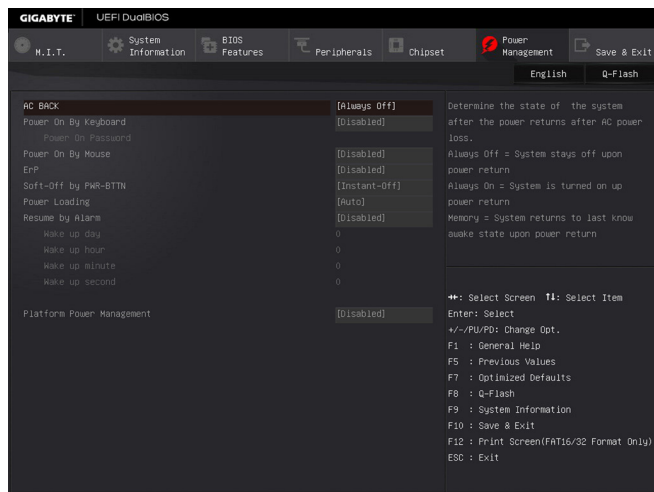 GIGABYTE™ UEFI DualBIOS
M.I.T.
System Information
BIOS Features
Peripherals
Chipset
Power Management
Save & Exit
English Q-Flash
AC BACK [Always Off]
Power On By Keyboard [Disabled]
Power On Password
Power On By Mouse [Disabled]
ErP [Disabled]
Soft-Off by PWR-BTTN [Instant-Off]
Power Loading [Auto]
Resume by Alarm [Disabled]
Wake up day 0
Wake up hour 0
Wake up minute 0
Wake up second 0
Platform Power Management [Disabled]
Determine the state of the system
after the power returns after AC power
loss.
Always Off = System stays off upon
power return
Always On = System is turned on up
power return
Memory = System returns to last know
awake state upon power return
→←: Select Screen ↑↓: Select Item
Enter: Select
+/-/PU/PD: Change Opt.
F1 : General Help
F5 : Previous Values
F7 : Optimized Defaults
F8 : Q-Flash
F9 : System Information
F10 : Save & Exit
F12 : Print Screen(FAT16/32 Format Only)
ESC : Exit